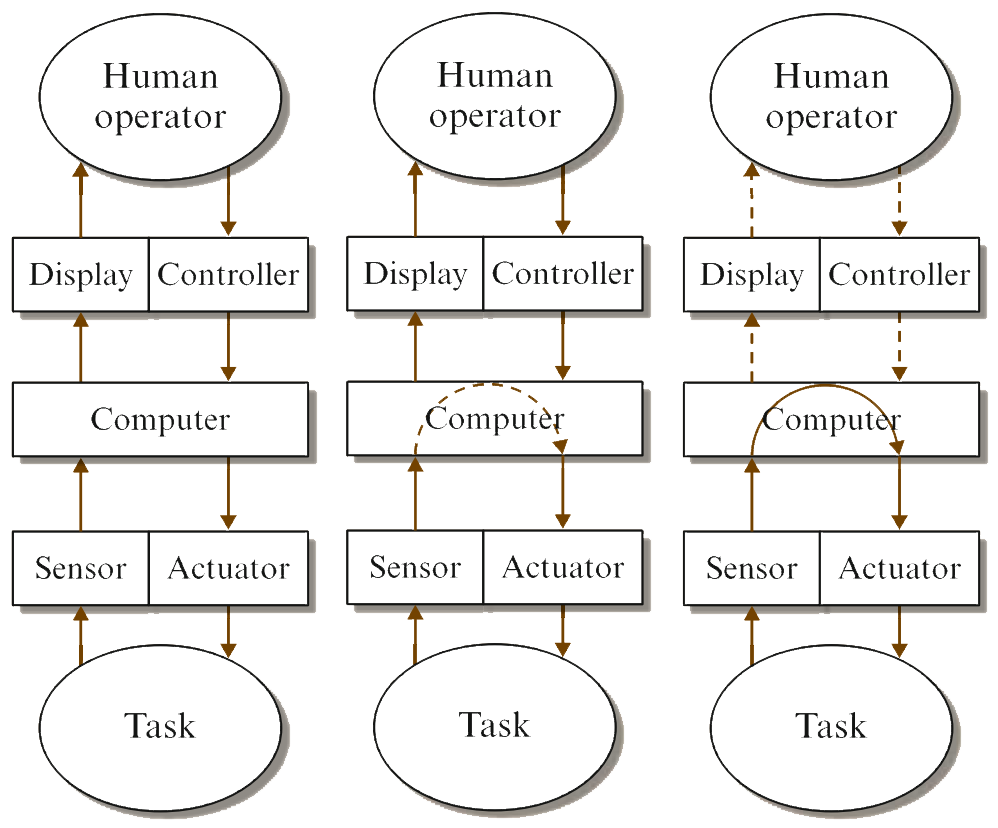 Human
operator
Display Controller
Computer
Sensor Actuator
Task
Human
operator
Display Controller
Computer
Sensor Actuator
Task
Human
operator
Display Controller
Computer
Sensor Actuator
Task